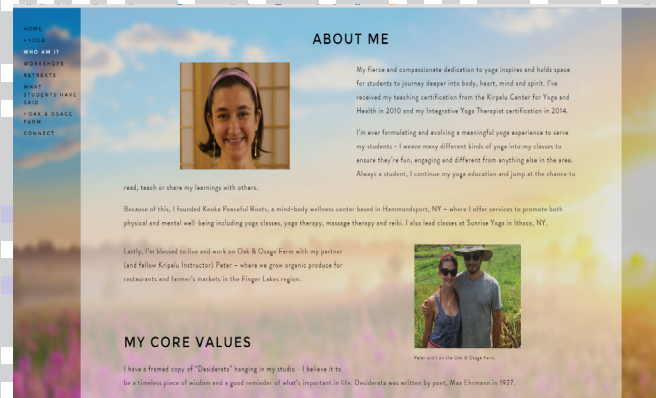 HOME
+ YOGA
WHO AM I?
WORKSHOPS
RETREATS
WHAT
STUDENTS HAVE
SAID
+ OAK & OSAGE
FARM
CONNECT
ABOUT ME
My fierce and compassionate dedication to yoga inspires and holds space
for students to journey deeper into body, heart, mind and spirit. I've
received my teaching certification from the Kirpalu Center for Yoga and
Health in 2010 and my Integrative Yoga Therapist certification in 2014.
I'm ever formulating and evolving a meaningful yoga experience to serve
my students - I weave many different kinds of yoga into my classes to
ensure they're fun, engaging and different from anything else in the area.
Always a student, I continue my yoga education and jump at the chance to
read, teach or share my learnings with others.
Because of this, I founded Keuka Peaceful Roots, a mind-body wellness center based in Hammondsport, NY – where I offer services to promote both
physical and mental well-being including yoga classes, yoga therapy, massage therapy and reiki. I also lead classes at Sunrise Yoga in Ithaca, NY.
Lastly, I'm blessed to live and work on Oak & Osage Farm with my partner
(and fellow Kripalu Instructor) Peter – where we grow organic produce for
restaurants and farmer's markets in the Finger Lakes region.
Peter and I on the Oak & Osage Farm.
MY CORE VALUES
I have a framed copy of "Desiderata" hanging in my studio - I believe it to
be a timeless piece of wisdom and a good reminder of what's important in life. Desiderata was written by poet, Max Ehrmann in 1927.